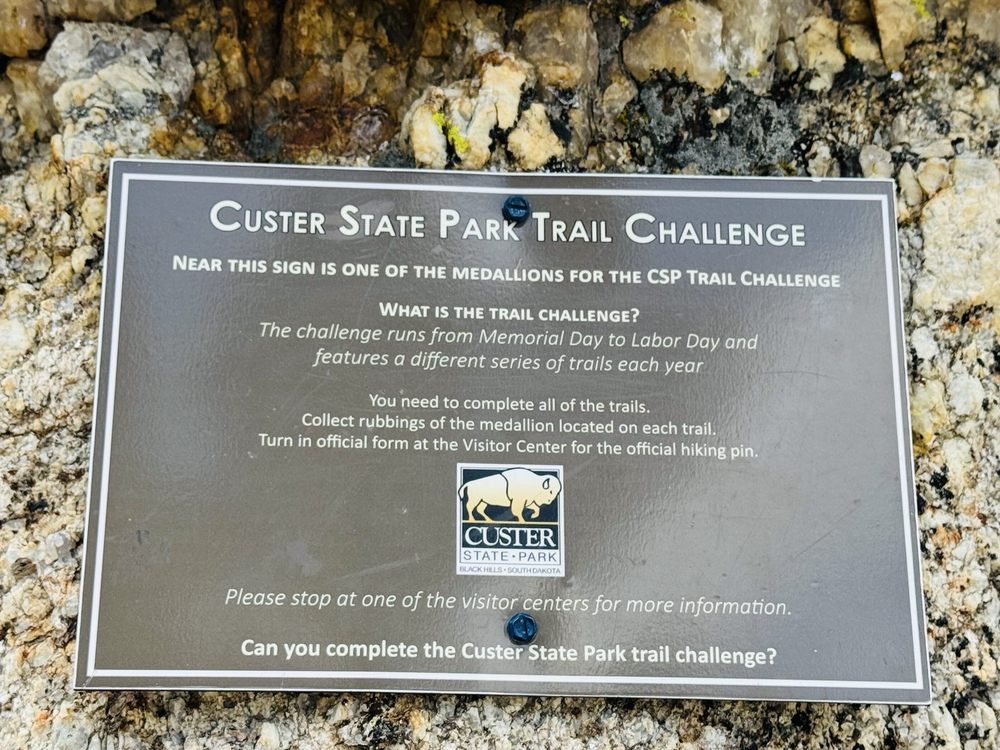 Custer State Park Trail Challenge
Near this sign is one of the medallions for the CSP Trail Challenge
What is the trail challenge?
The challenge runs from Memorial Day to Labor Day and
features a different series of trails each year
You need to complete all of the trails.
Collect rubbings of the medallion located on each trail.
Turn in official form at the Visitor Center for the official hiking pin.
CUSTER
STATE • PARK
BLACK HILLS • SOUTH DAKOTA
Please stop at one of the visitor centers for more information.
Can you complete the Custer State Park trail challenge?